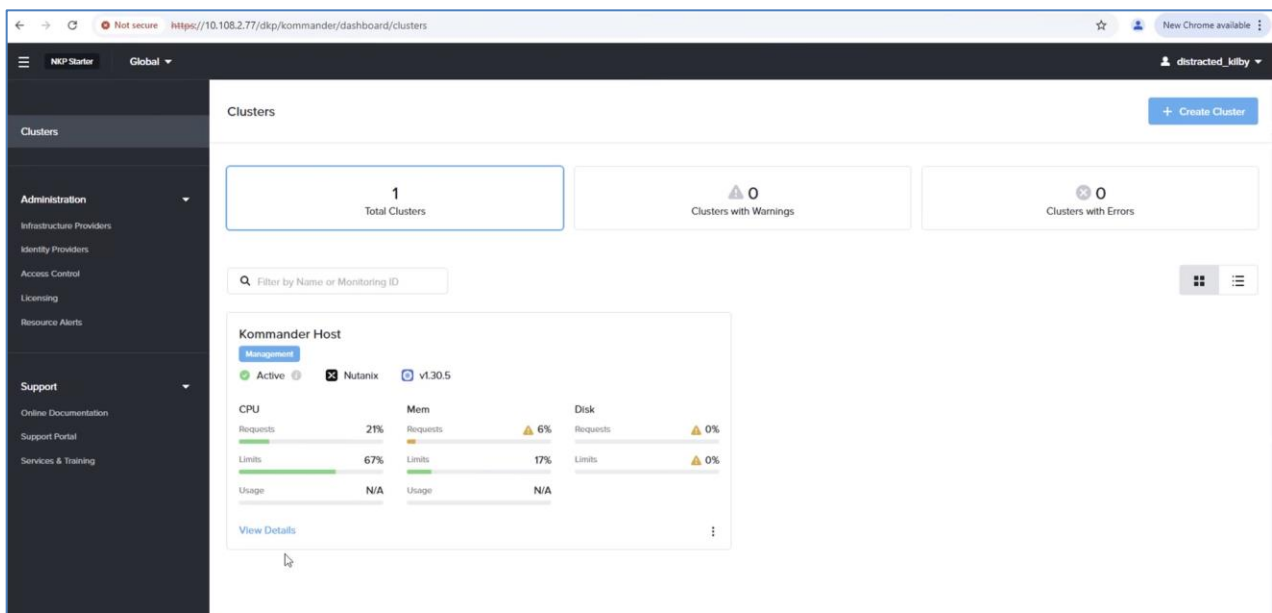 Not secure https://10.108.2.77/dkp/kommander/dashboard/clusters
New Chrome available
NKP Starter Global
distracted_kilby
Clusters
Administration
Infrastructure Providers
Identity Providers
Access Control
Licensing
Resource Alerts
Support
Online Documentation
Support Portal
Services & Training
Clusters
+ Create Cluster
1
Total Clusters
0
Clusters with Warnings
0
Clusters with Errors
Filter by Name or Monitoring ID
Kommander Host
Management
Active Nutanix v1.30.5
CPU Mem Disk
Requests 21% Requests 6% Requests 0%
Limits 67% Limits 17% Limits 0%
Usage N/A Usage N/A
View Details